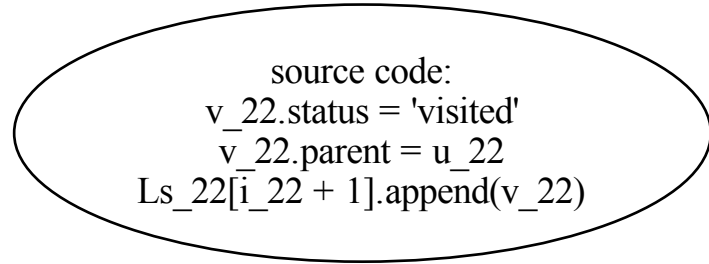 source code:
v_22.status = 'visited'
v_22.parent = u_22
Ls_22[i_22 + 1].append(v_22)